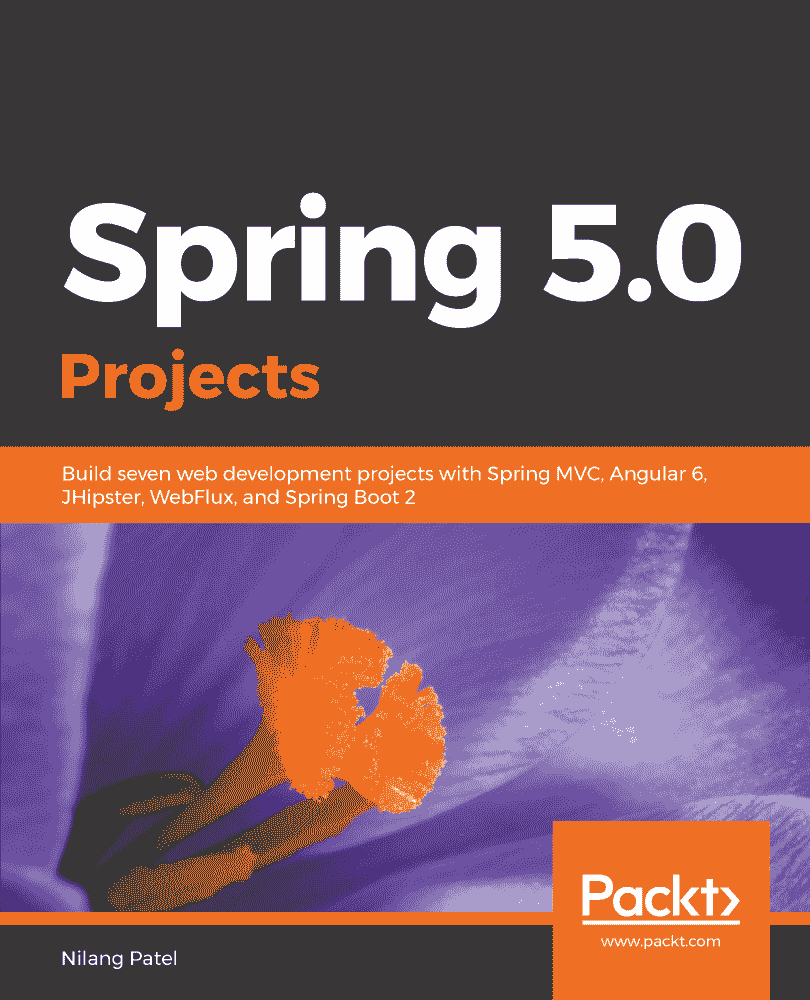 Spring 5.0
Projects
Build seven web development projects with Spring MVC, Angular 6,
JHipster, WebFlux, and Spring Boot 2
Packt>
www.packt.com
Nilang Patel